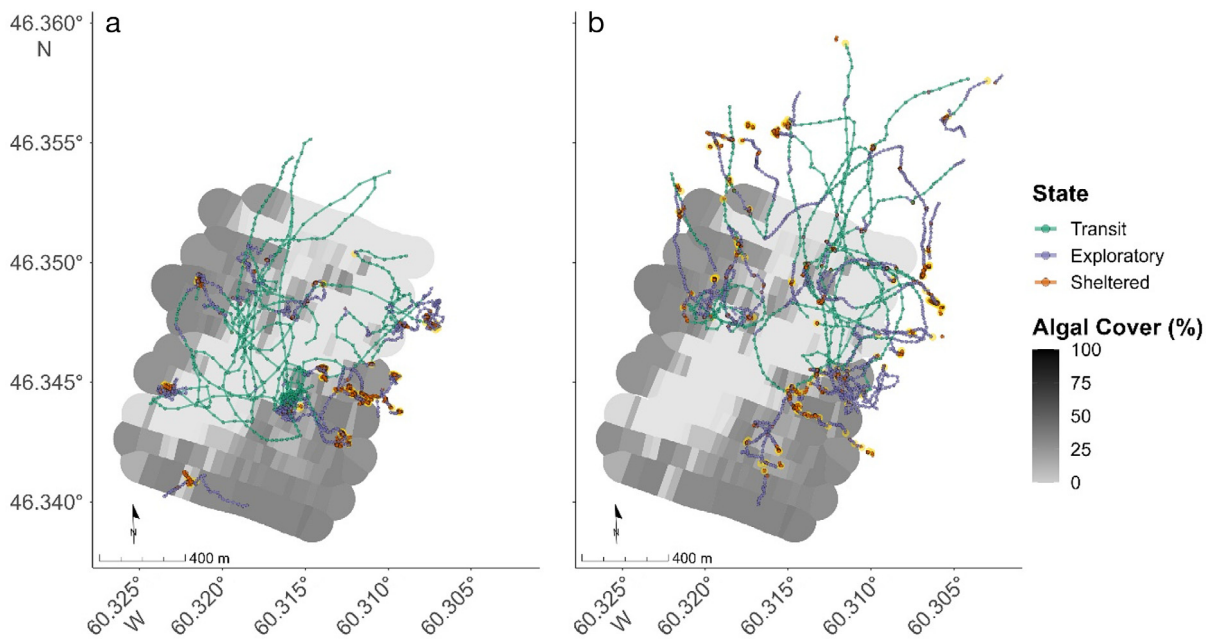 a
b
46.360°
N
46.355°
46.350°
46.345°
46.340°
N
400 m
N
400 m
60.325°
W
60.320°
60.315°
60.310°
60.305°
60.325°
W
60.320°
60.315°
60.310°
60.305°
State
Transit
Exploratory
Sheltered
Algal Cover (%)
100
75
50
25
0